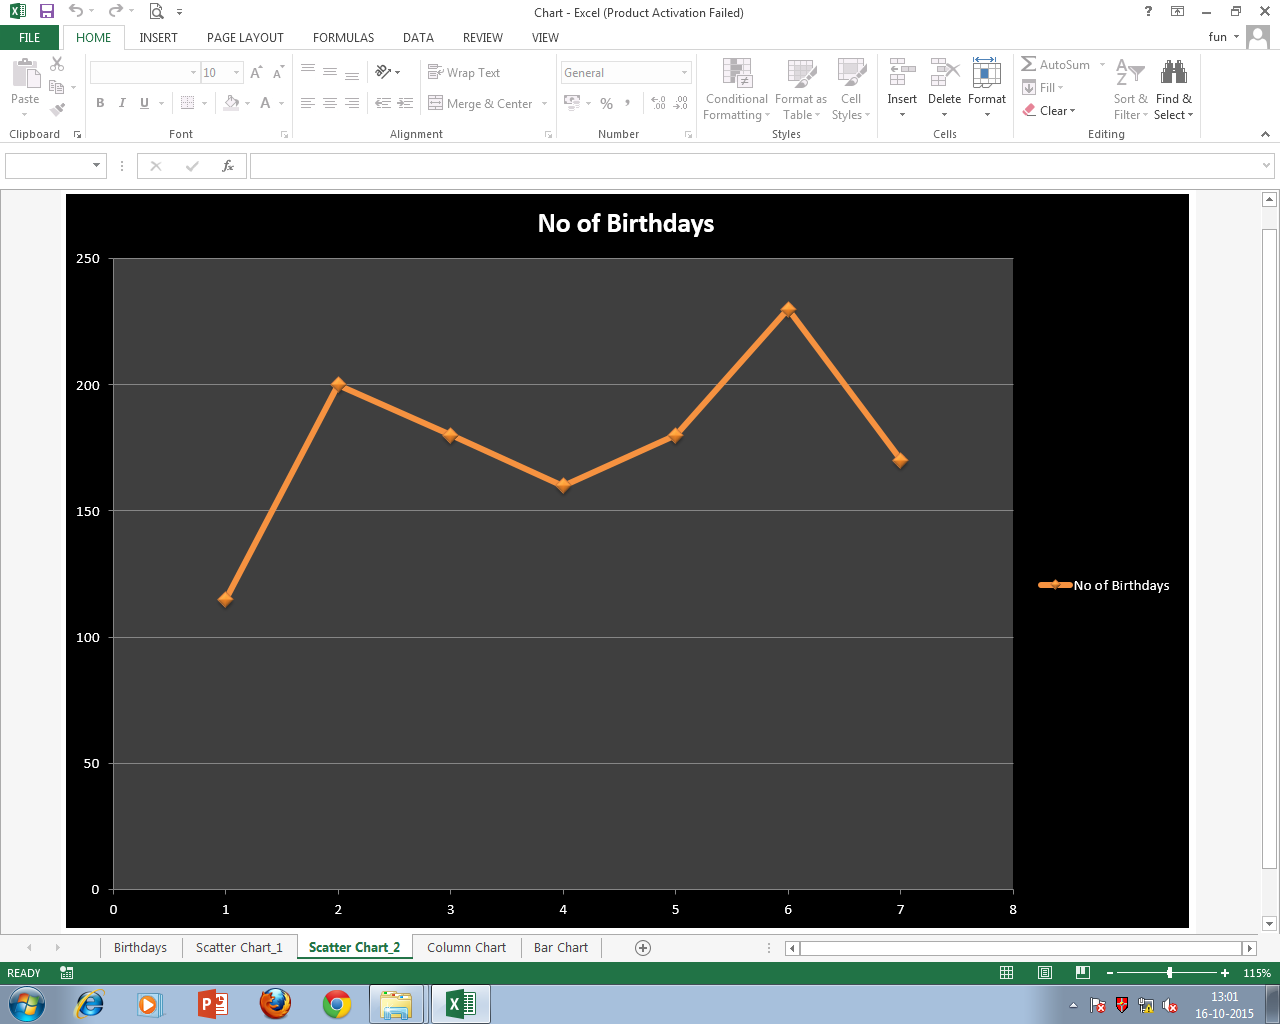 Chart - Excel (Product Activation Failed)
FILE HOME INSERT PAGE LAYOUT FORMULAS DATA REVIEW VIEW fun
10 Wrap Text General AutoSum
Paste B I U A Merge & Center % Conditional Formatting Format as Table Cell Styles Insert Delete Format Fill Clear Sort & Filter Find & Select
Clipboard Font Alignment Number Styles Cells Editing
fx
No of Birthdays
250
200
150
100
50
0
0 1 2 3 4 5 6 7 8
No of Birthdays
Birthdays Scatter Chart_1 Scatter Chart_2 Column Chart Bar Chart
READY 115%
13:01
16-10-2015